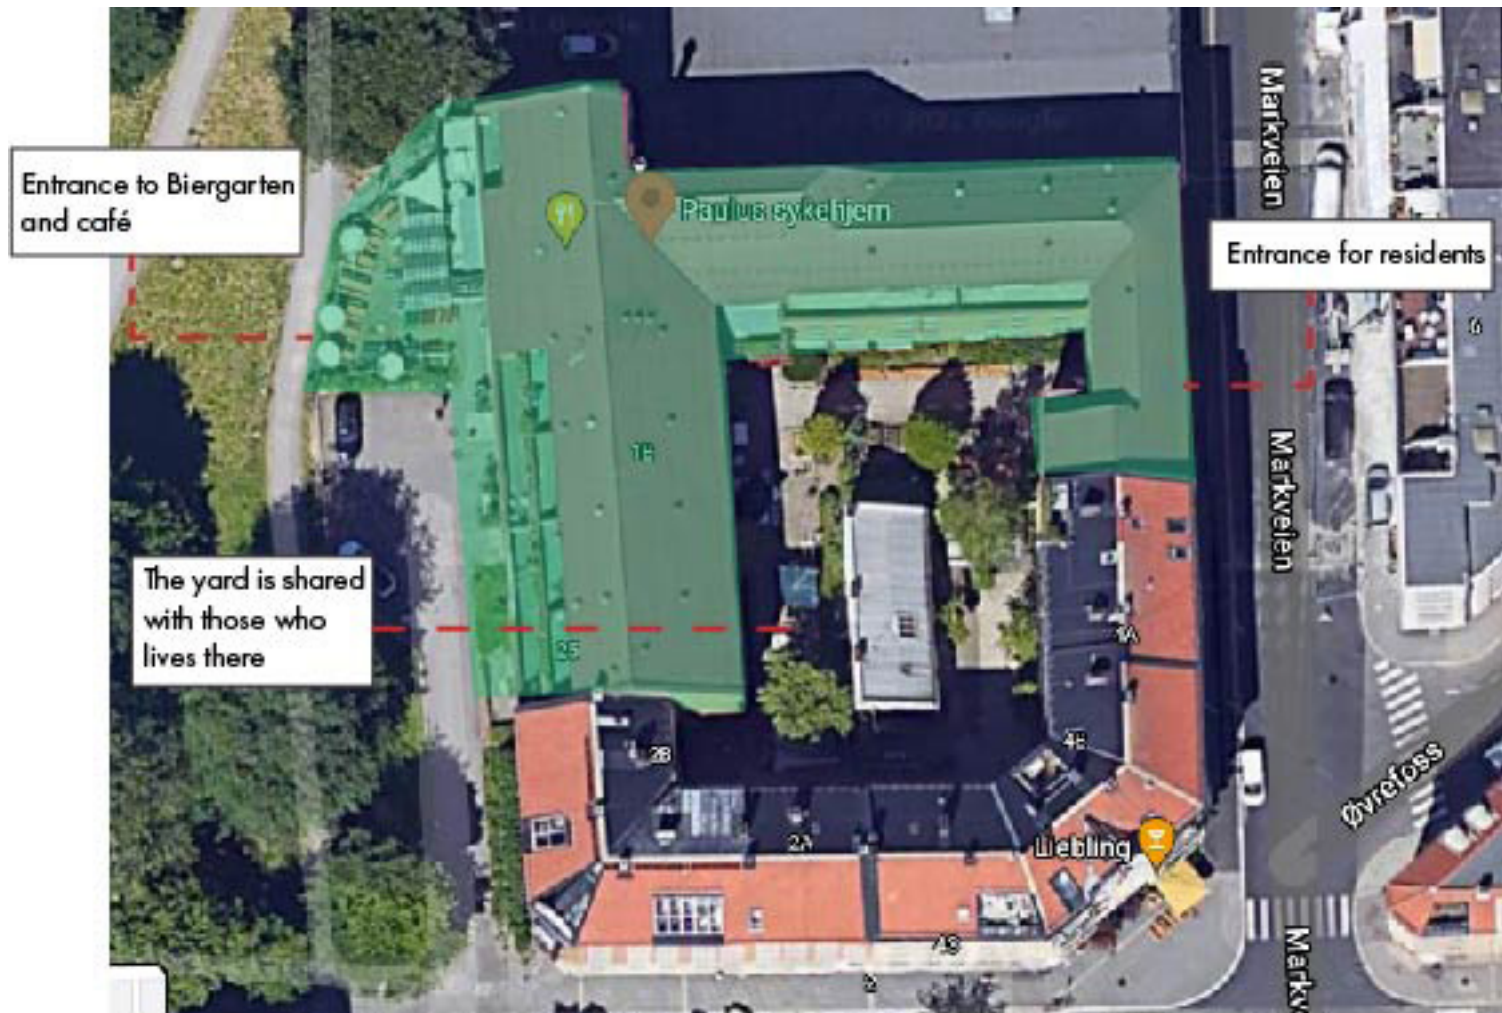 Markveien
Entrance to Biergarten
and café
Paulus sykehjem
Entrance for residents
6
Markveien
The yard is shared
with those who
lives there
1A
2B
4B
2A
Øvrefoss
Liebling
Markv